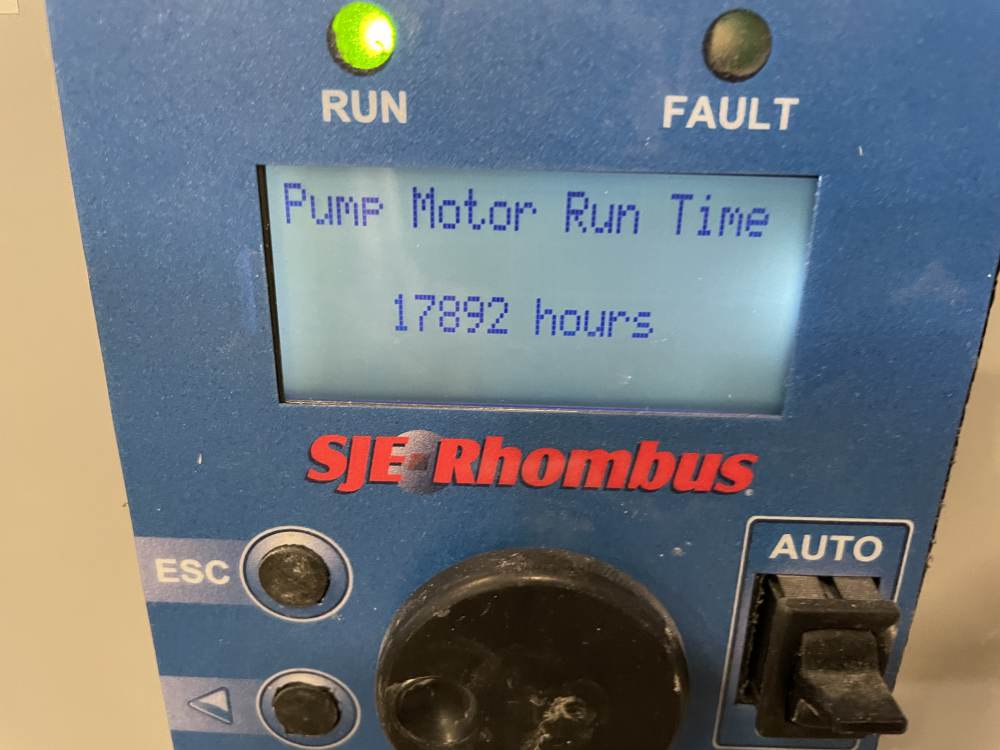 RUN FAULT
Pump Motor Run Time
17892 hours
SJE Rhombus
AUTO
ESC